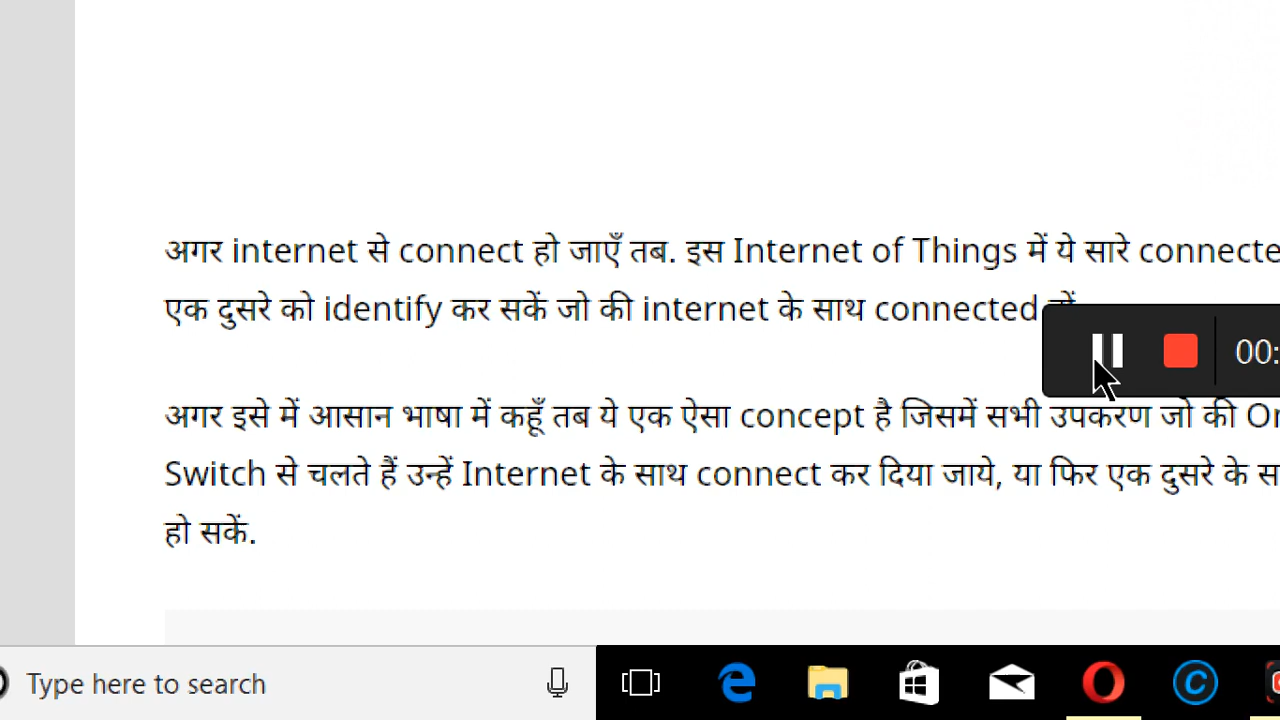 अगर internet से connect हो जाएँ तब. इस Internet of Things में ये सारे connecte
एक दुसरे को identify कर सकें जो की internet के साथ connected हों
00:
अगर इसे में आसान भाषा में कहूँ तब ये एक ऐसा concept है जिसमें सभी उपकरण जो की On
Switch से चलते हैं उन्हें Internet के साथ connect कर दिया जाये, या फिर एक दुसरे के स
हो सकें.
Type here to search